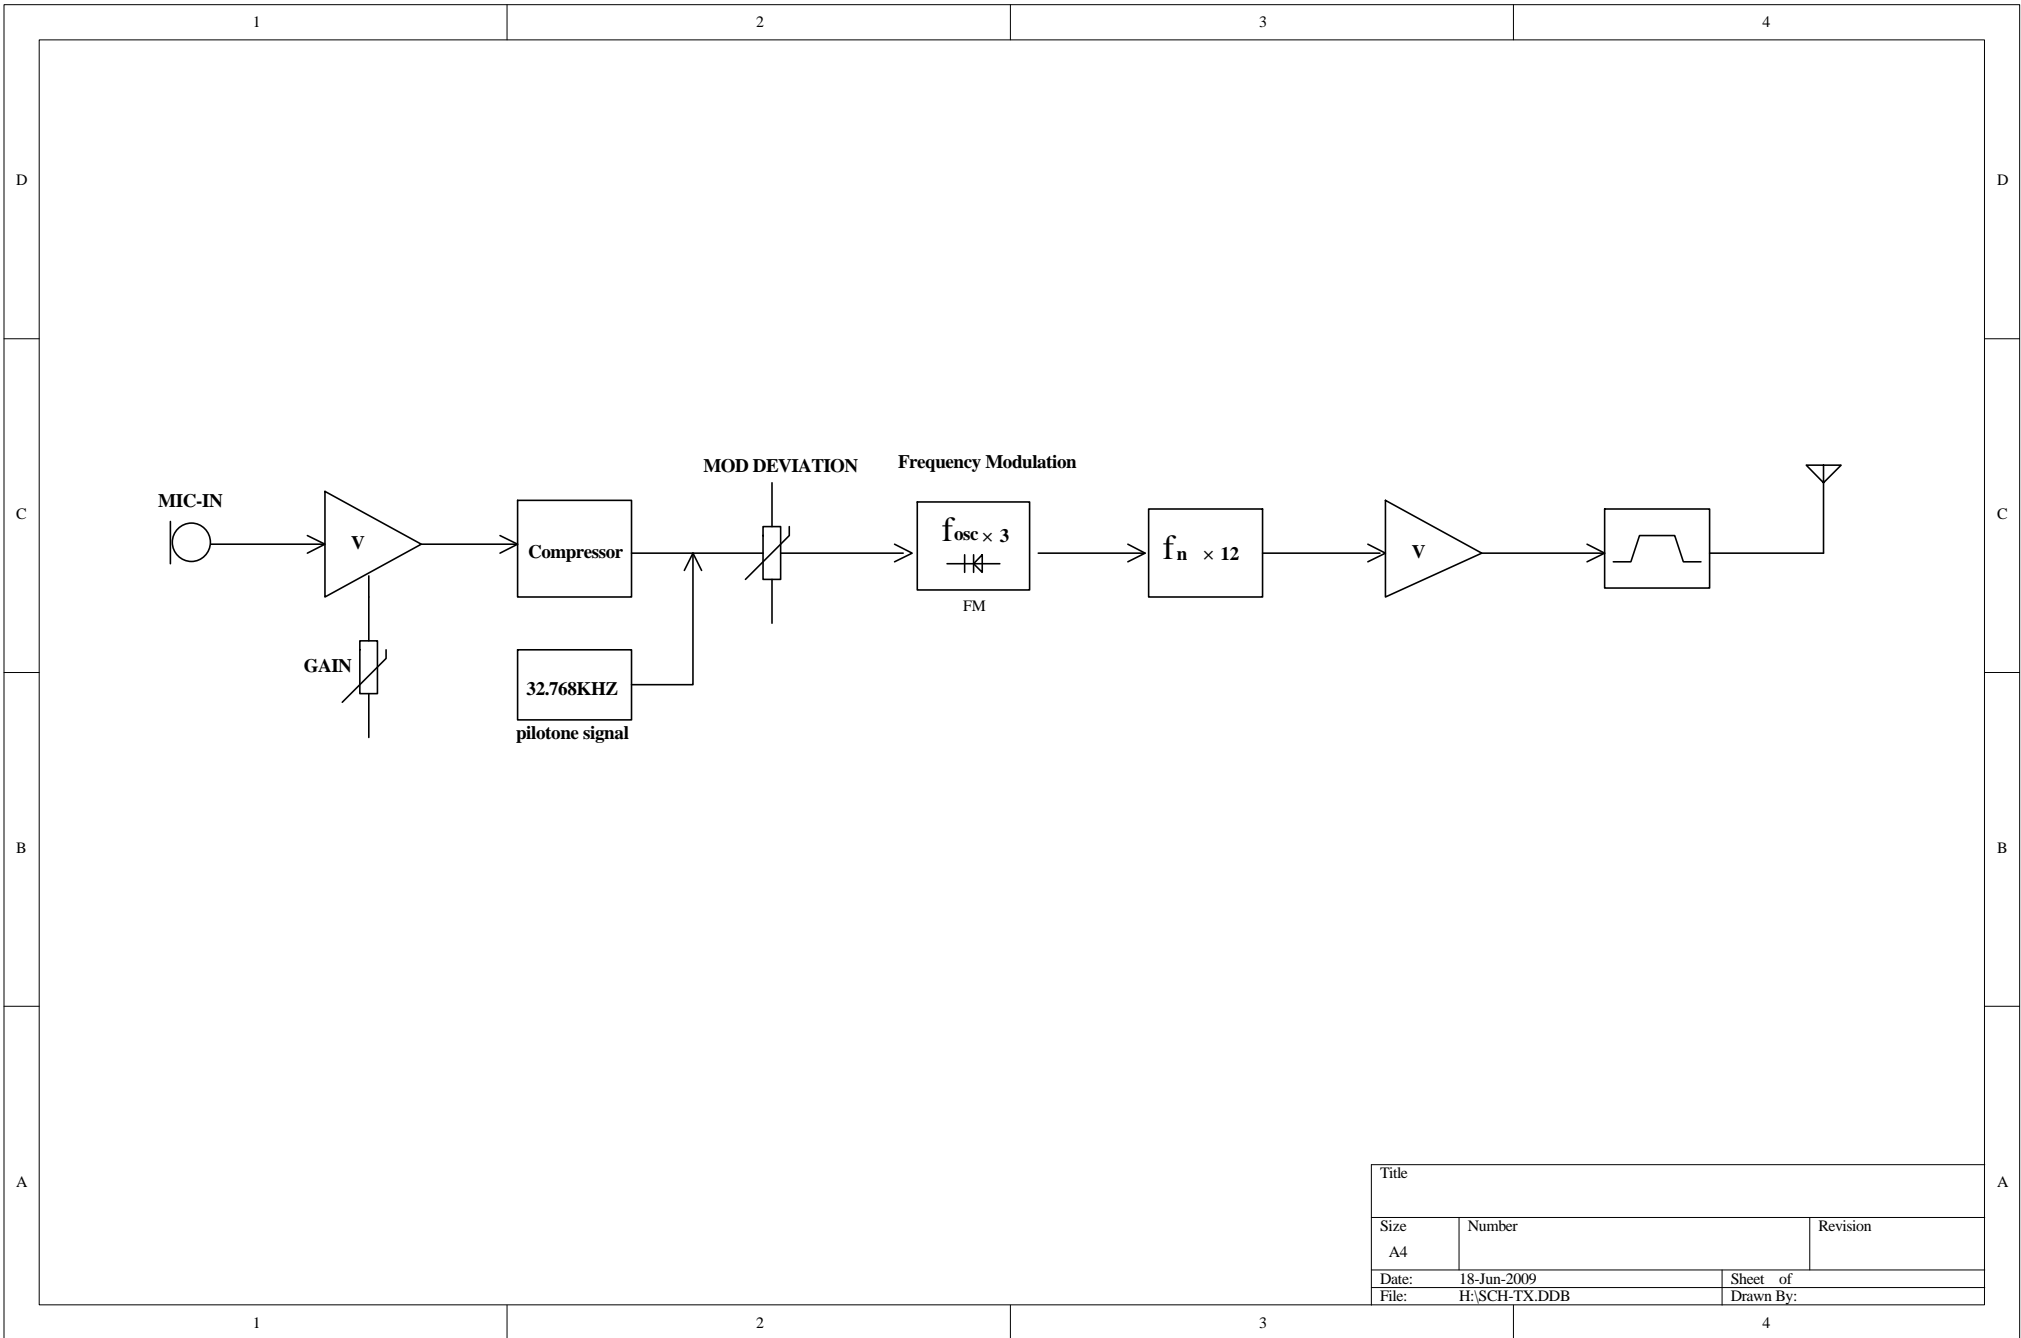 1 2 3 4
D D
MOD DEVIATION Frequency Modulation
MIC-IN
C C
V
Compressor
fosc × 3
fn × 12
V
FM
GAIN
32.768KHZ
pilotone signal
B B
A A
Title
Size Number Revision
A4
Date: 18-Jun-2009 Sheet of
File: H:\SCH-TX.DDB Drawn By:
1 2 3 4